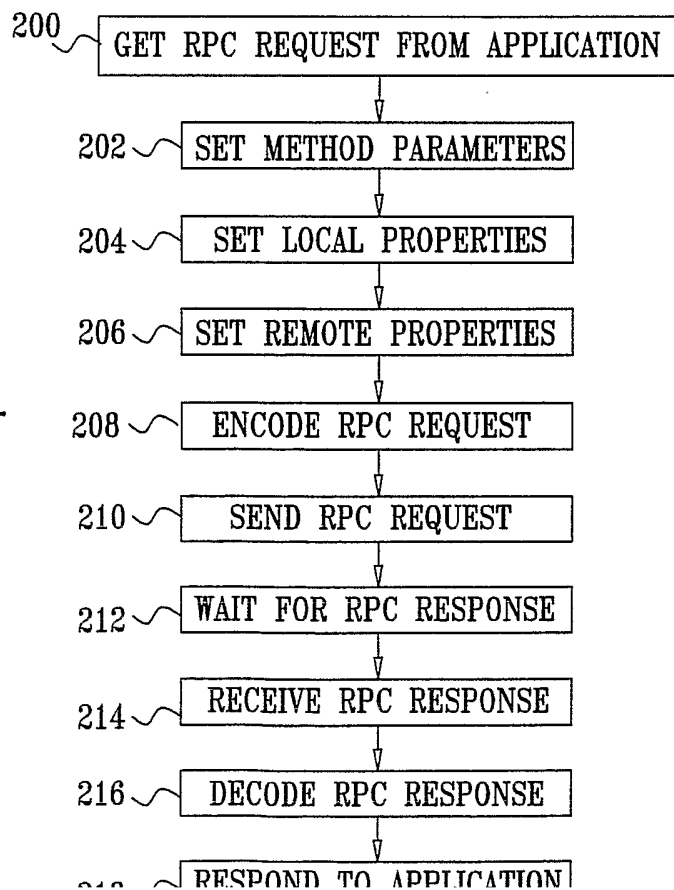 200 GET RPC REQUEST FROM APPLICATION
202 SET METHOD PARAMETERS
204 SET LOCAL PROPERTIES
206 SET REMOTE PROPERTIES
208 ENCODE RPC REQUEST
210 SEND RPC REQUEST
212 WAIT FOR RPC RESPONSE
214 RECEIVE RPC RESPONSE
216 DECODE RPC RESPONSE
RESPOND TO APPLICATION